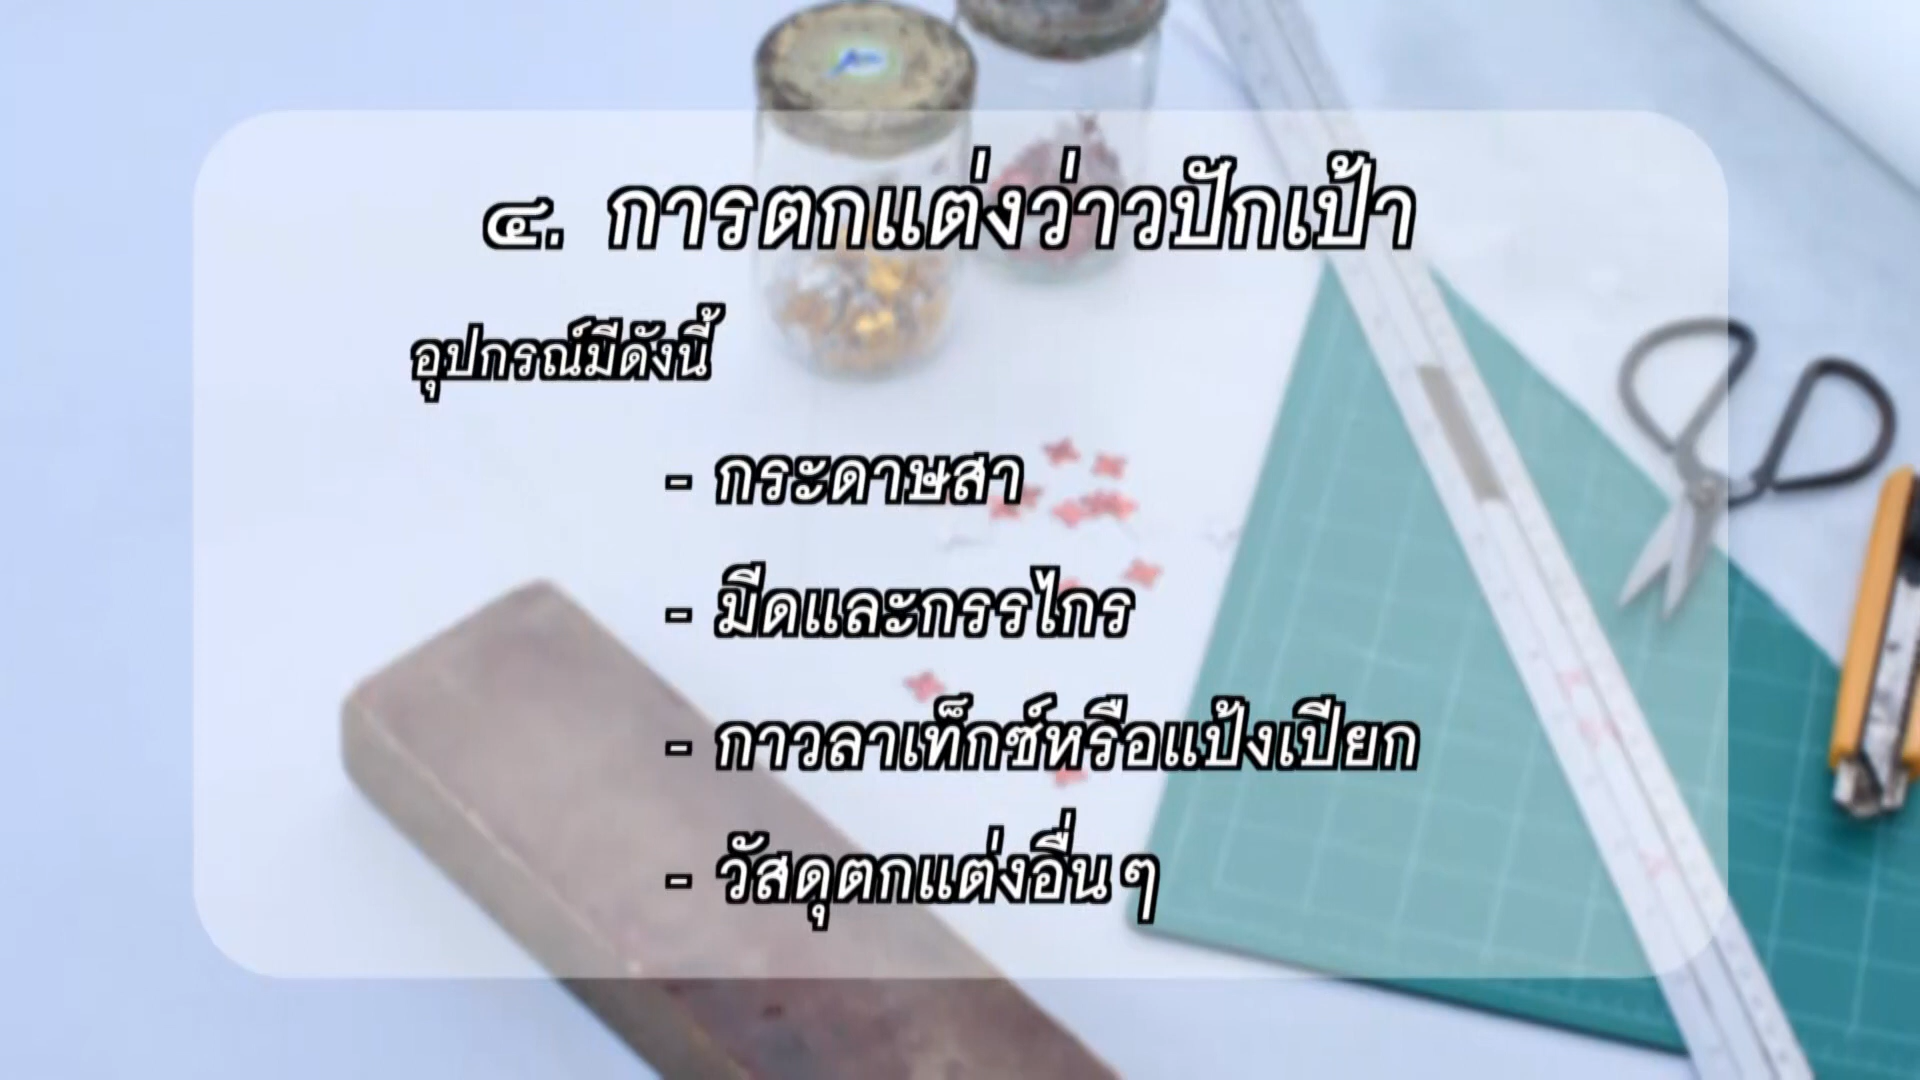 ๔. การตกแต่งว่าวปักเป้า
อุปกรณ์มีดังนี้
- กระดาษสา
- มีดและกรรไกร
- กาวลาเท็กซ์หรือแป้งเปียก
- วัสดุตกแต่งอื่นๆ